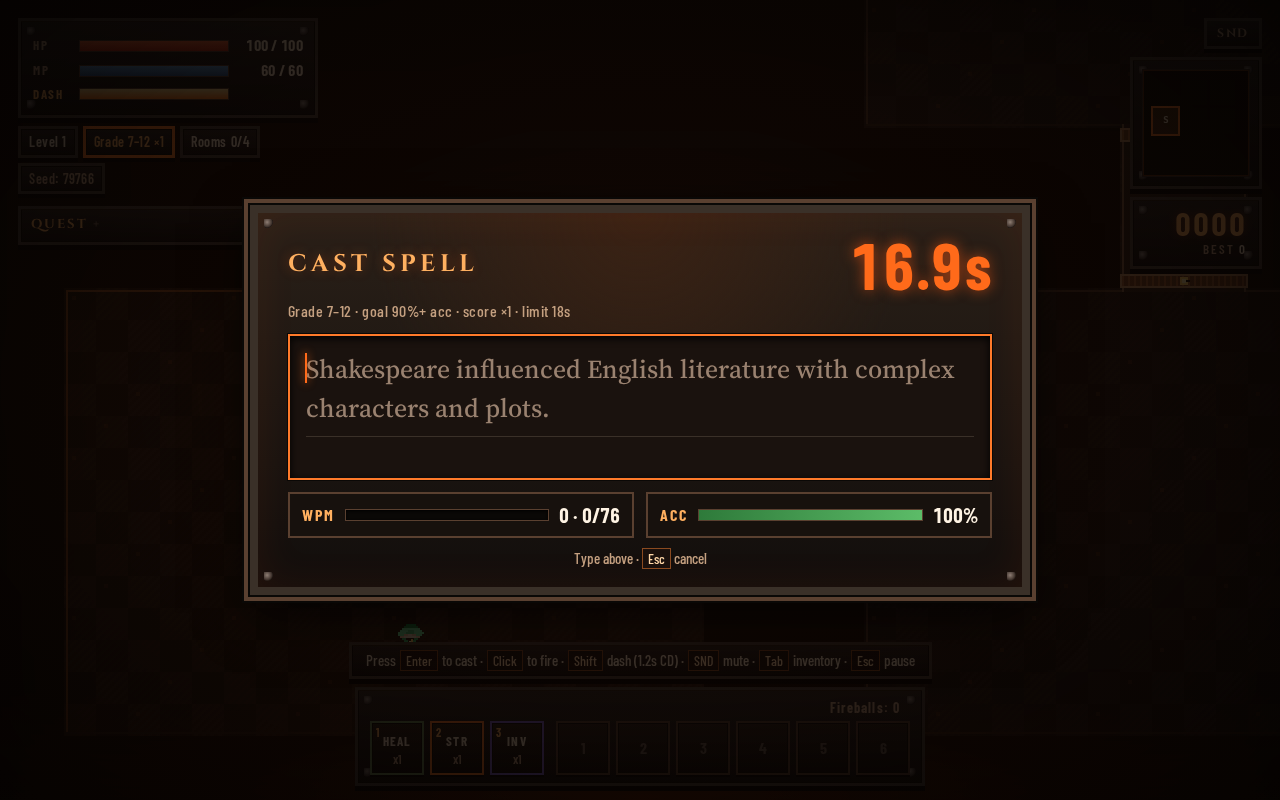 HP 100 / 100
MP 60 / 60
DASH
Level 1 Grade 7–12 ×1 Rooms 0/4
Seed: 79766
QUEST
SND
S
0000
BEST 0
CAST SPELL
16.9s
Grade 7–12 · goal 90%+ acc · score ×1 · limit 18s
Shakespeare influenced English literature with complex
characters and plots.
WPM 0 · 0/76 ACC 100%
Type above · Esc cancel
Press Enter to cast · Click to fire · Shift dash (1.2s CD) · SND mute · Tab inventory · Esc pause
Fireballs: 0
1 HEAL x1 2 STR x1 3 INV x1 1 2 3 4 5 6